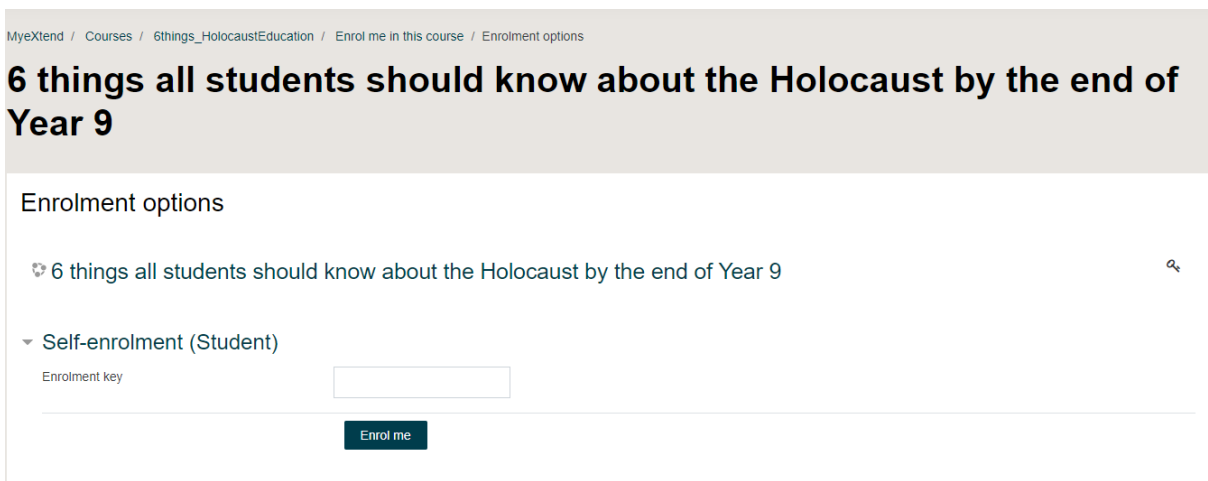 MyeXtend / Courses / 6things_HolocaustEducation / Enrol me in this course / Enrolment options
6 things all students should know about the Holocaust by the end of
Year 9
Enrolment options
6 things all students should know about the Holocaust by the end of Year 9
Self-enrolment (Student)
Enrolment key
Enrol me